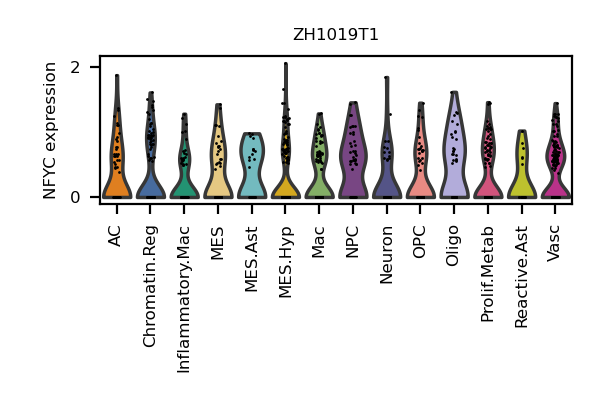 ZH1019T1
NFYC expression
2
0
AC
Chromatin.Reg
Inflammatory.Mac
MES
MES.Ast
MES.Hyp
Mac
NPC
Neuron
OPC
Oligo
Prolif.Metab
Reactive.Ast
Vasc